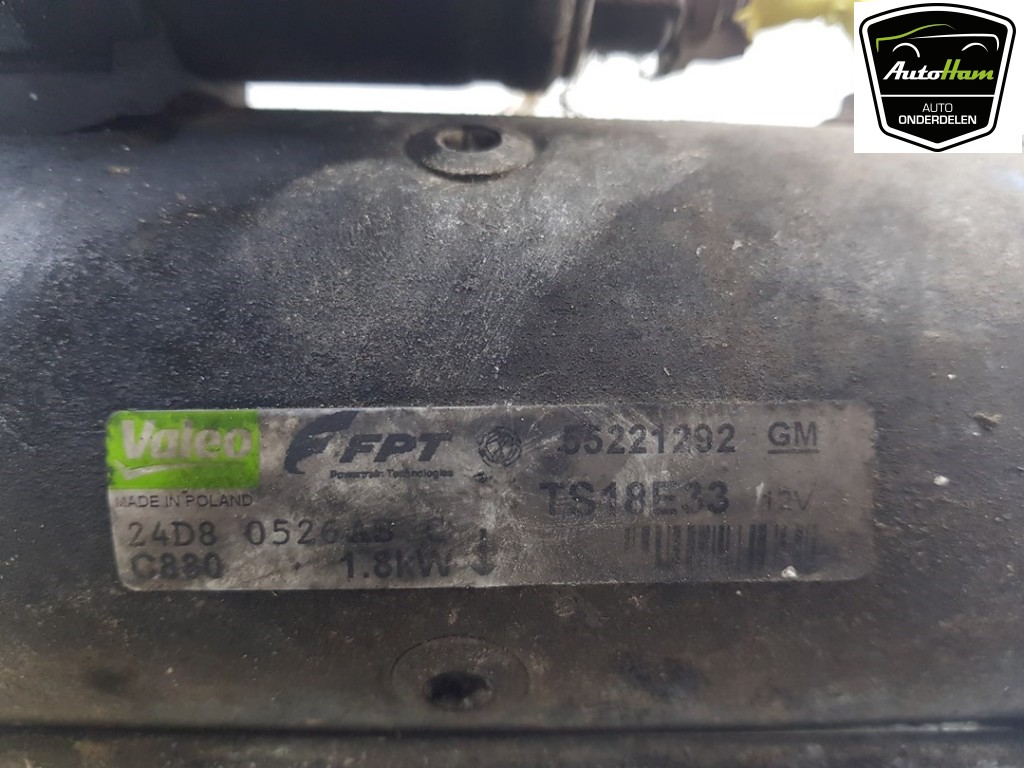 AutoHam
AUTO
ONDERDELEN
Valeo FPT 55221292 GM
Powertrain Technologies
MADE IN POLAND TS18E33 12V
24D8 0526AB C
C880 1.8kW